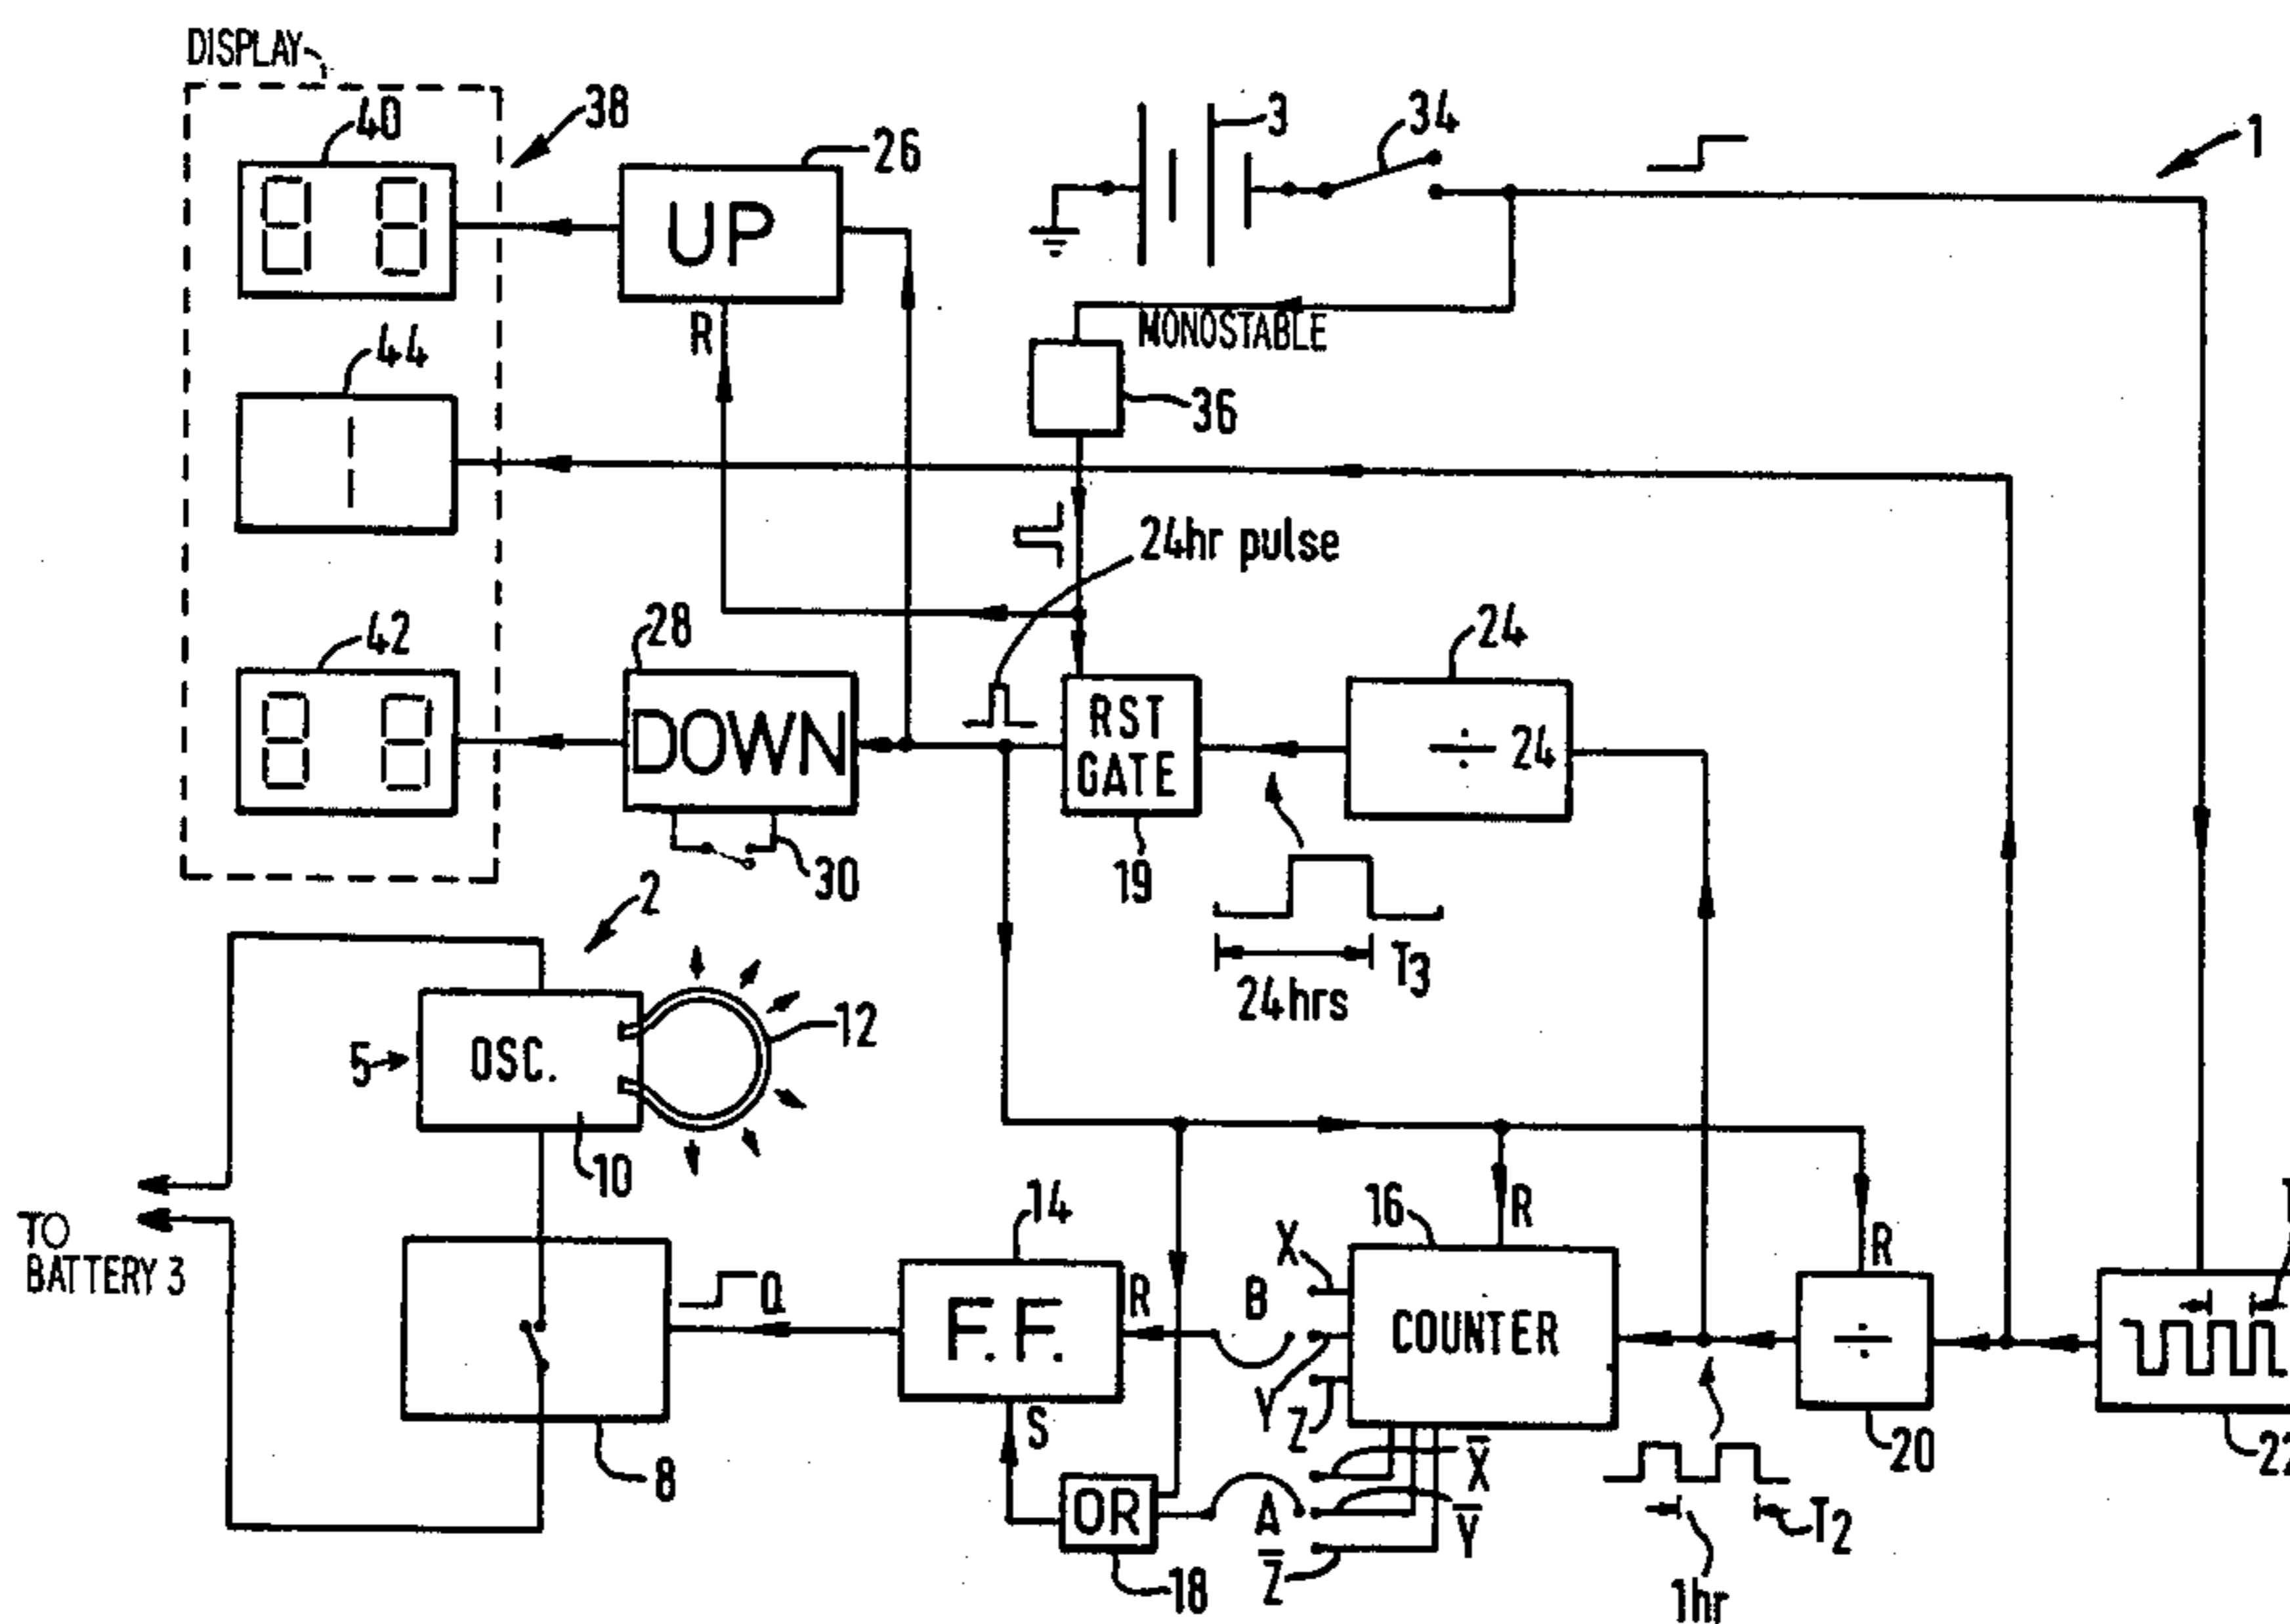 DISPLAY
40
38
26
UP
R
3
34
1
44
MONOSTABLE
36
24hr pulse
42
28
DOWN
30
RST
GATE
19
24
÷ 24
24hrs
T3
2
5
OSC.
10
12
TO
BATTERY 3
8
Q
14
F.F.
R
S
OR
18
B
X
Y
Z
A
X̅
Y̅
Z̅
16
R
COUNTER
R
÷
20
22
1hr
T2